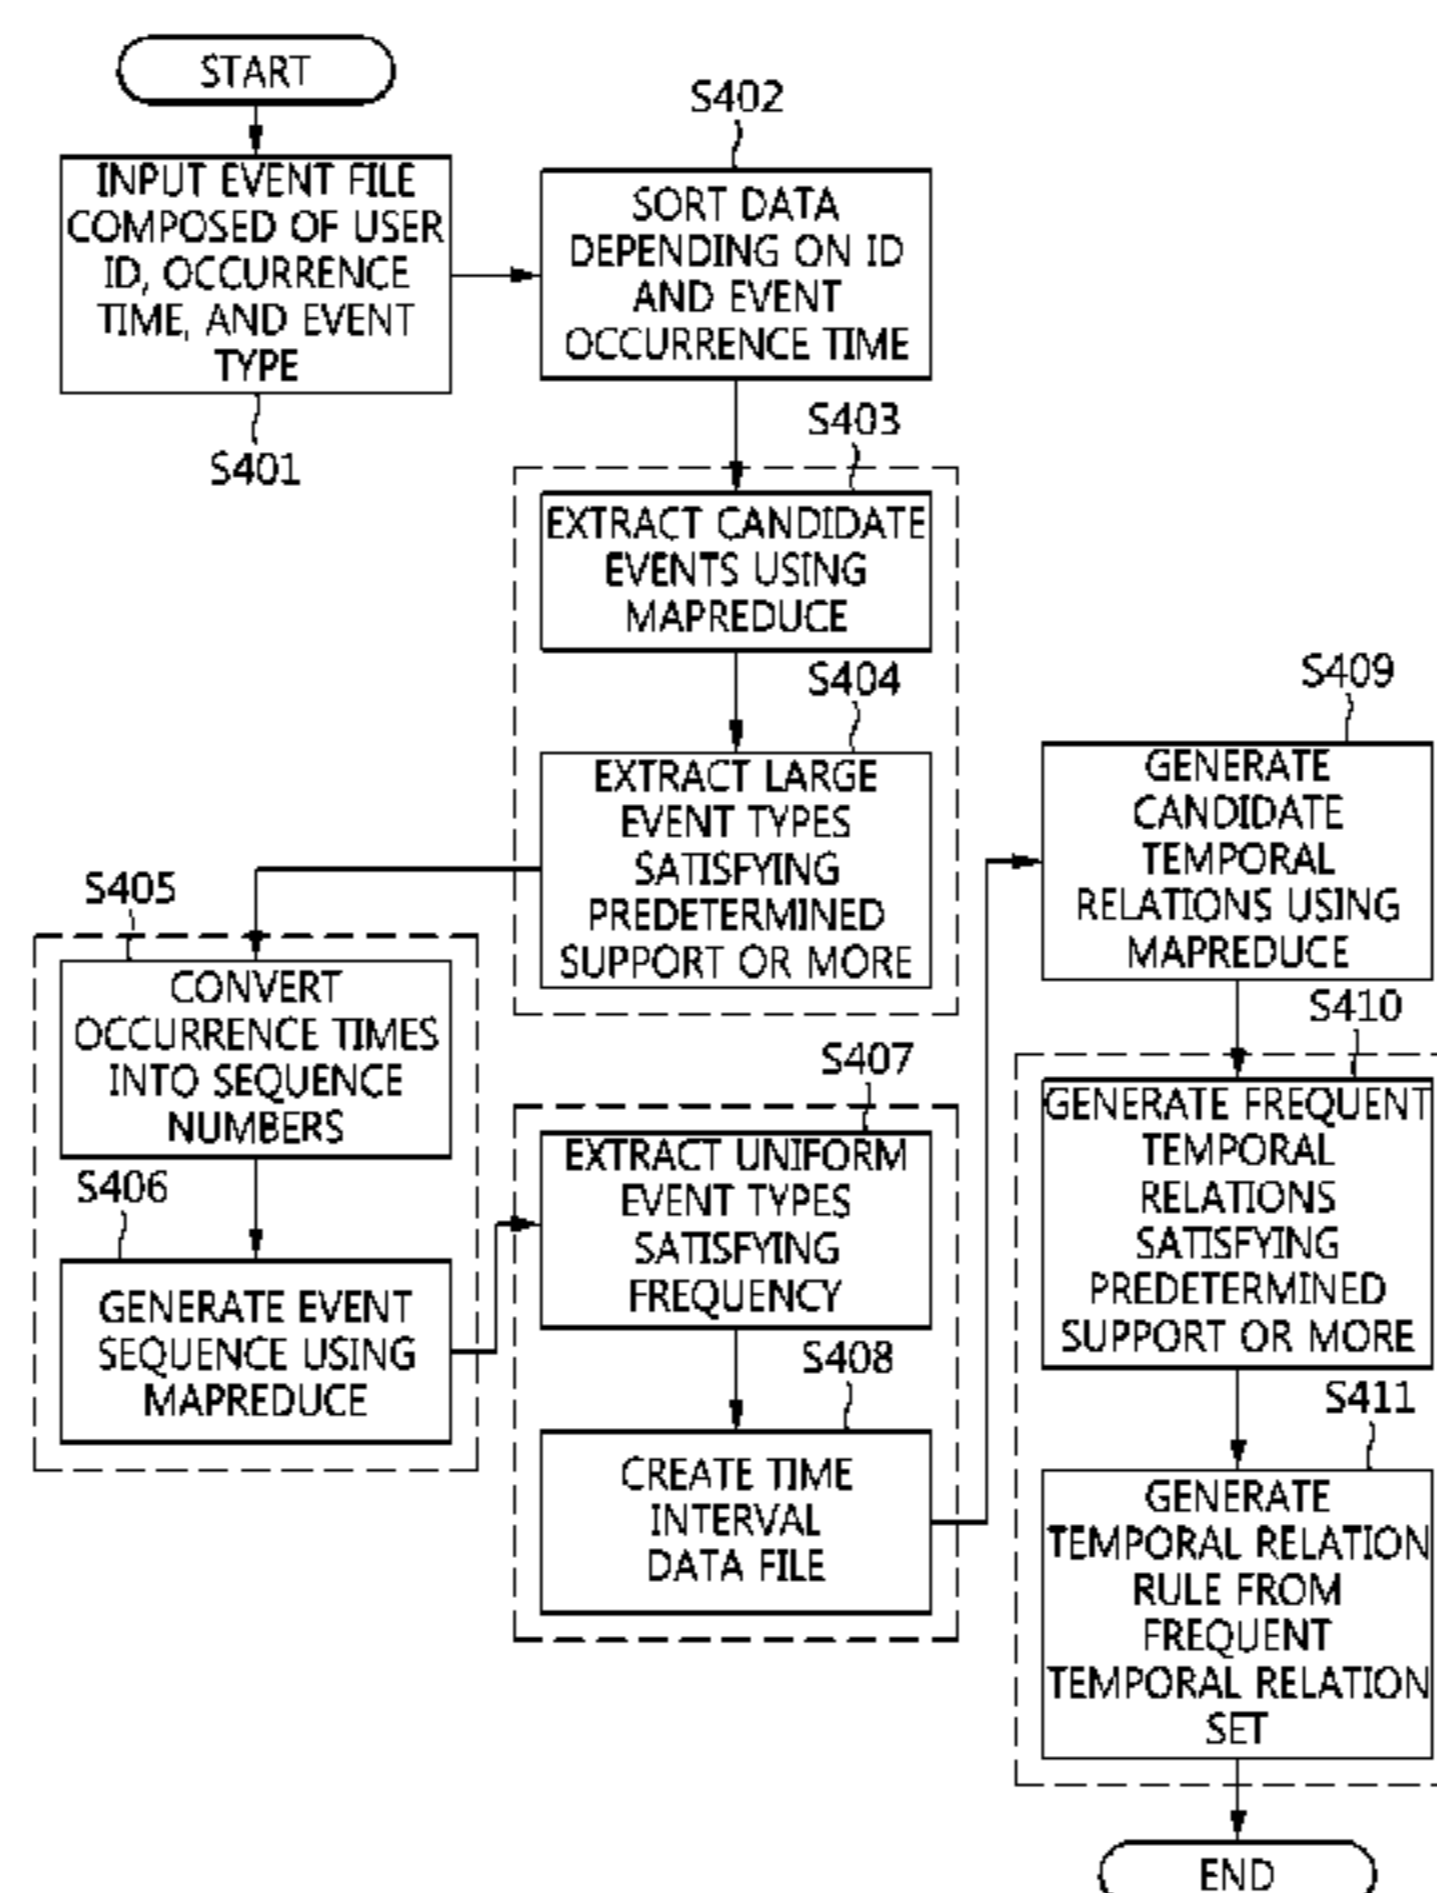 START
INPUT EVENT FILE
COMPOSED OF USER
ID, OCCURRENCE
TIME, AND EVENT
TYPE
S401
S402
SORT DATA
DEPENDING ON ID
AND EVENT
OCCURRENCE TIME
S403
EXTRACT CANDIDATE
EVENTS USING
MAPREDUCE
S404
EXTRACT LARGE
EVENT TYPES
SATISFYING
PREDETERMINED
SUPPORT OR MORE
S405
CONVERT
OCCURRENCE TIMES
INTO SEQUENCE
NUMBERS
S406
GENERATE EVENT
SEQUENCE USING
MAPREDUCE
S407
EXTRACT UNIFORM
EVENT TYPES
SATISFYING
FREQUENCY
S408
CREATE TIME
INTERVAL
DATA FILE
S409
GENERATE
CANDIDATE
TEMPORAL
RELATIONS USING
MAPREDUCE
S410
GENERATE FREQUENT
TEMPORAL
RELATIONS
SATISFYING
PREDETERMINED
SUPPORT OR MORE
S411
GENERATE
TEMPORAL RELATION
RULE FROM
FREQUENT
TEMPORAL RELATION
SET
END